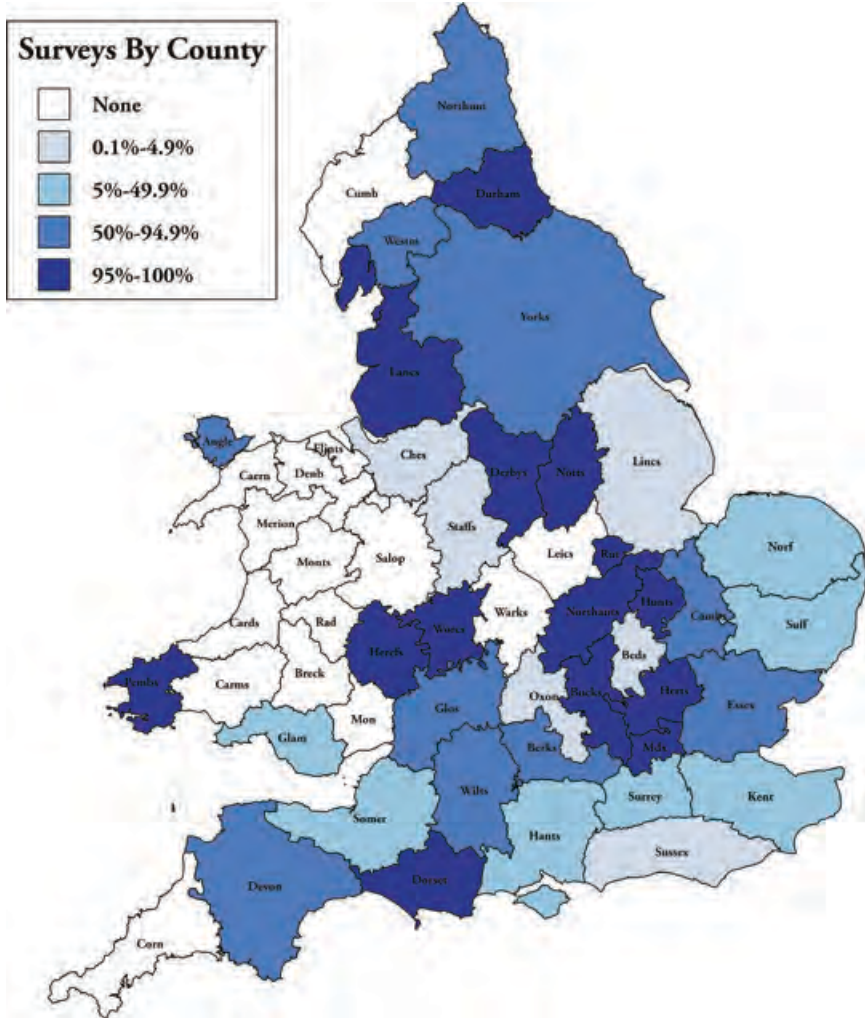 Surveys By County
None
0.1%-4.9%
5%-49.9%
50%-94.9%
95%-100%
Northum
Cumb
Durham
Westm
Yorks
Lancs
Angle
Flints
Ches
Derbys
Notts
Lincs
Caern
Denb
Merion
Staffs
Norf
Monts
Salop
Leics
Rut
Cards
Rad
Herefs
Worcs
Warks
Northants
Hunts
Cambs
Suff
Pembs
Carms
Breck
Beds
Oxon
Bucks
Herts
Essex
Glam
Mon
Glos
Berks
Mdx
Wilts
Surrey
Kent
Somer
Hants
Sussex
Devon
Dorset
Corn